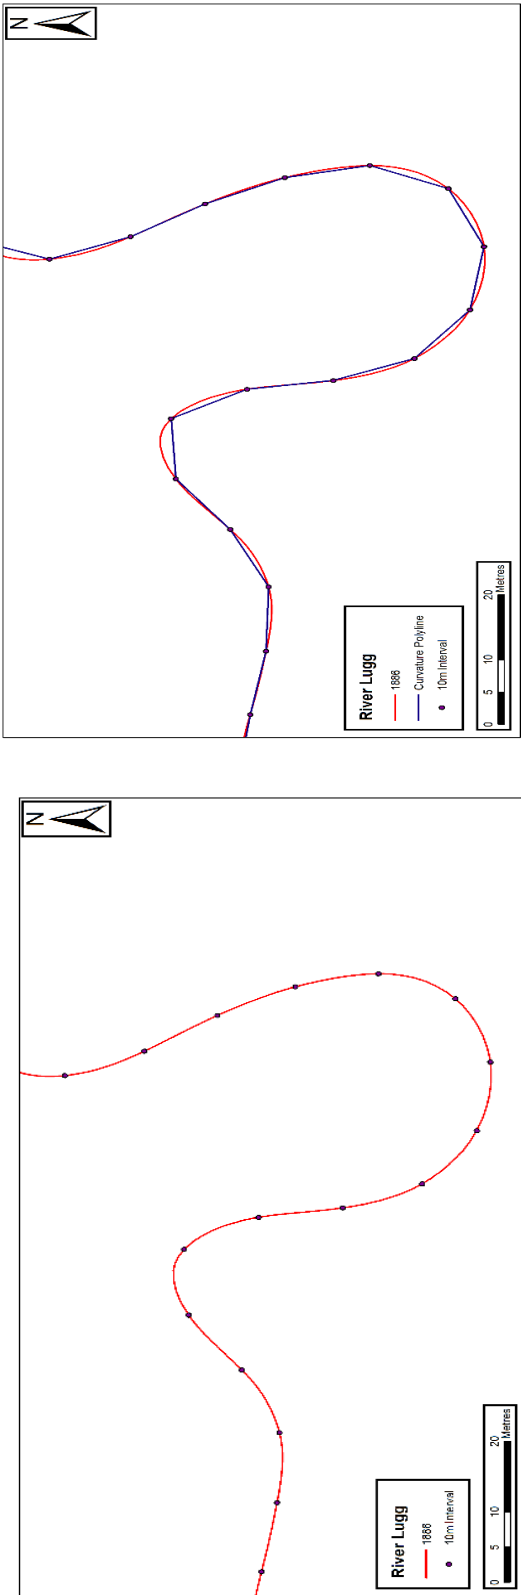 N
River Lugg
1886
Curvature Polyline
10m Interval
0 5 10 20
Metres
N
River Lugg
1886
10m Interval
0 5 10 20
Metres